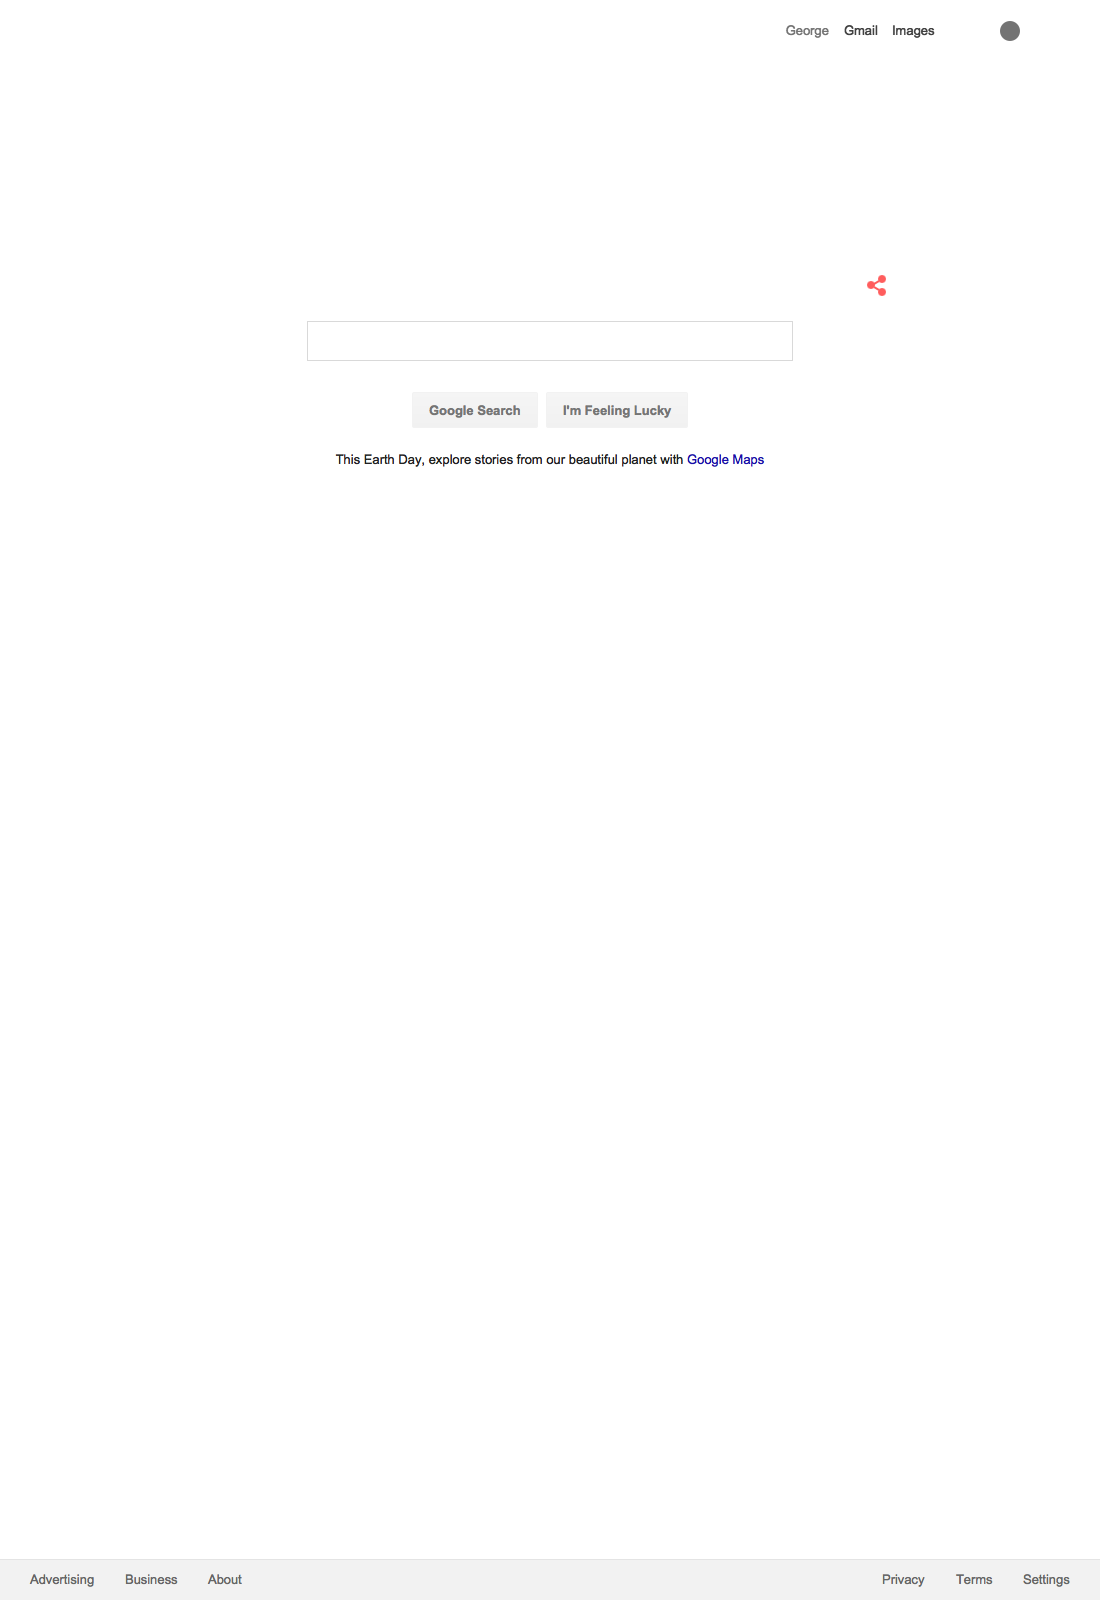 George Gmail Images
Google Search I'm Feeling Lucky
This Earth Day, explore stories from our beautiful planet with Google Maps
Advertising Business About Privacy Terms Settings